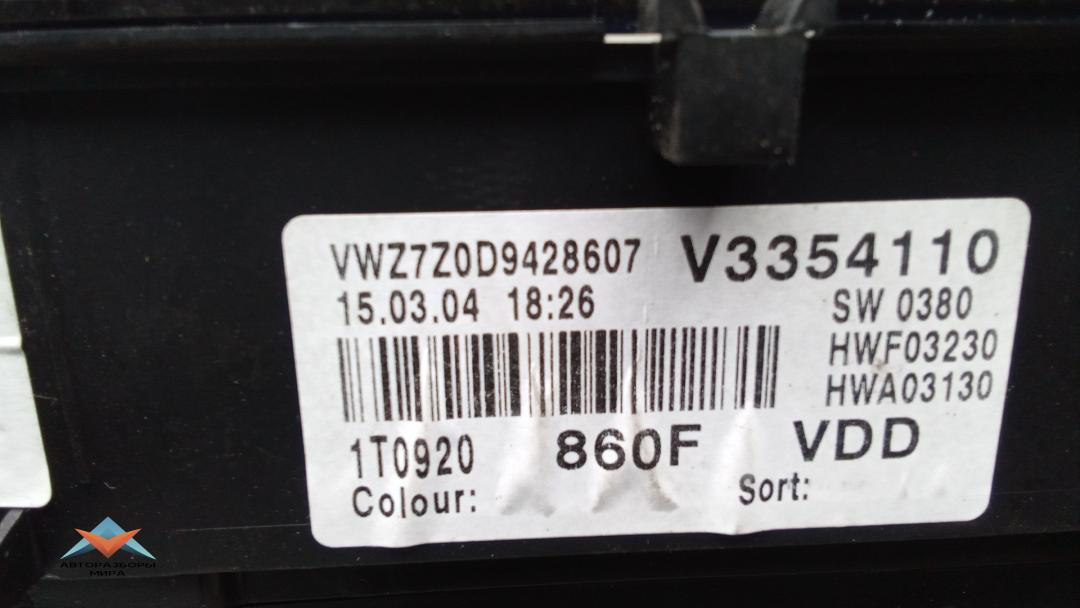 VWZ7Z0D9428607 V3354110
15.03.04 18:26 SW 0380
HWF03230
HWA03130
1T0920 860F VDD
Colour: Sort:
АВТОРАЗБОРЫ
МИРА